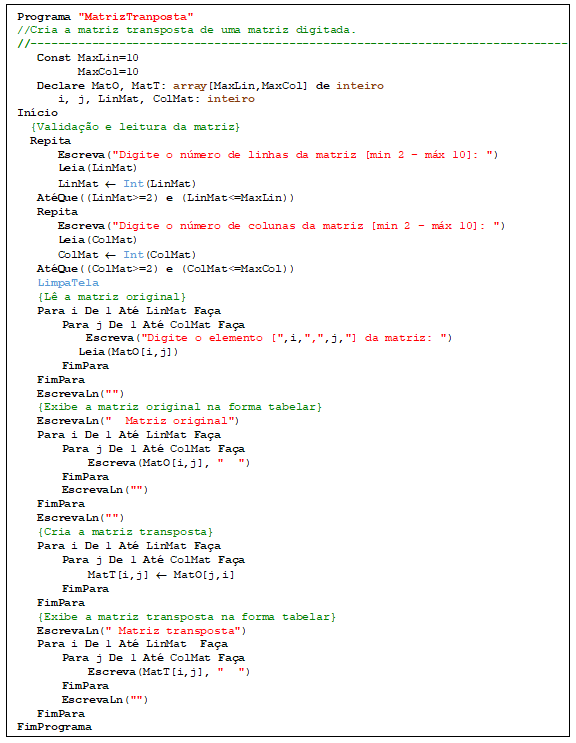 Programa "MatrizTranposta"
//Cria a matriz transposta de uma matriz digitada.
//---------------------------------------------------------------------------
Const MaxLin=10
MaxCol=10
Declare MatO, MatT: array[MaxLin,MaxCol] de inteiro
i, j, LinMat, ColMat: inteiro
Início
{Validação e leitura da matriz}
Repita
Escreva("Digite o número de linhas da matriz [min 2 – máx 10]: ")
Leia(LinMat)
LinMat ← Int(LinMat)
AtéQue((LinMat>=2) e (LinMat<=MaxLin))
Repita
Escreva("Digite o número de colunas da matriz [min 2 – máx 10]: ")
Leia(ColMat)
ColMat ← Int(ColMat)
AtéQue((ColMat>=2) e (ColMat<=MaxCol))
LimpaTela
{Lê a matriz original}
Para i De 1 Até LinMat Faça
Para j De 1 Até ColMat Faça
Escreva("Digite o elemento [",i,",",j,"] da matriz: ")
Leia(MatO[i,j])
FimPara
FimPara
EscrevaLn("")
{Exibe a matriz original na forma tabelar}
EscrevaLn("  Matriz original")
Para i De 1 Até LinMat Faça
Para j De 1 Até ColMat Faça
Escreva(MatO[i,j], "  ")
FimPara
EscrevaLn("")
FimPara
EscrevaLn("")
{Cria a matriz transposta}
Para i De 1 Até LinMat Faça
Para j De 1 Até ColMat Faça
MatT[i,j] ← MatO[j,i]
FimPara
FimPara
{Exibe a matriz transposta na forma tabelar}
EscrevaLn(" Matriz transposta")
Para i De 1 Até LinMat  Faça
Para j De 1 Até ColMat Faça
Escreva(MatT[i,j], "  ")
FimPara
EscrevaLn("")
FimPara
FimPrograma